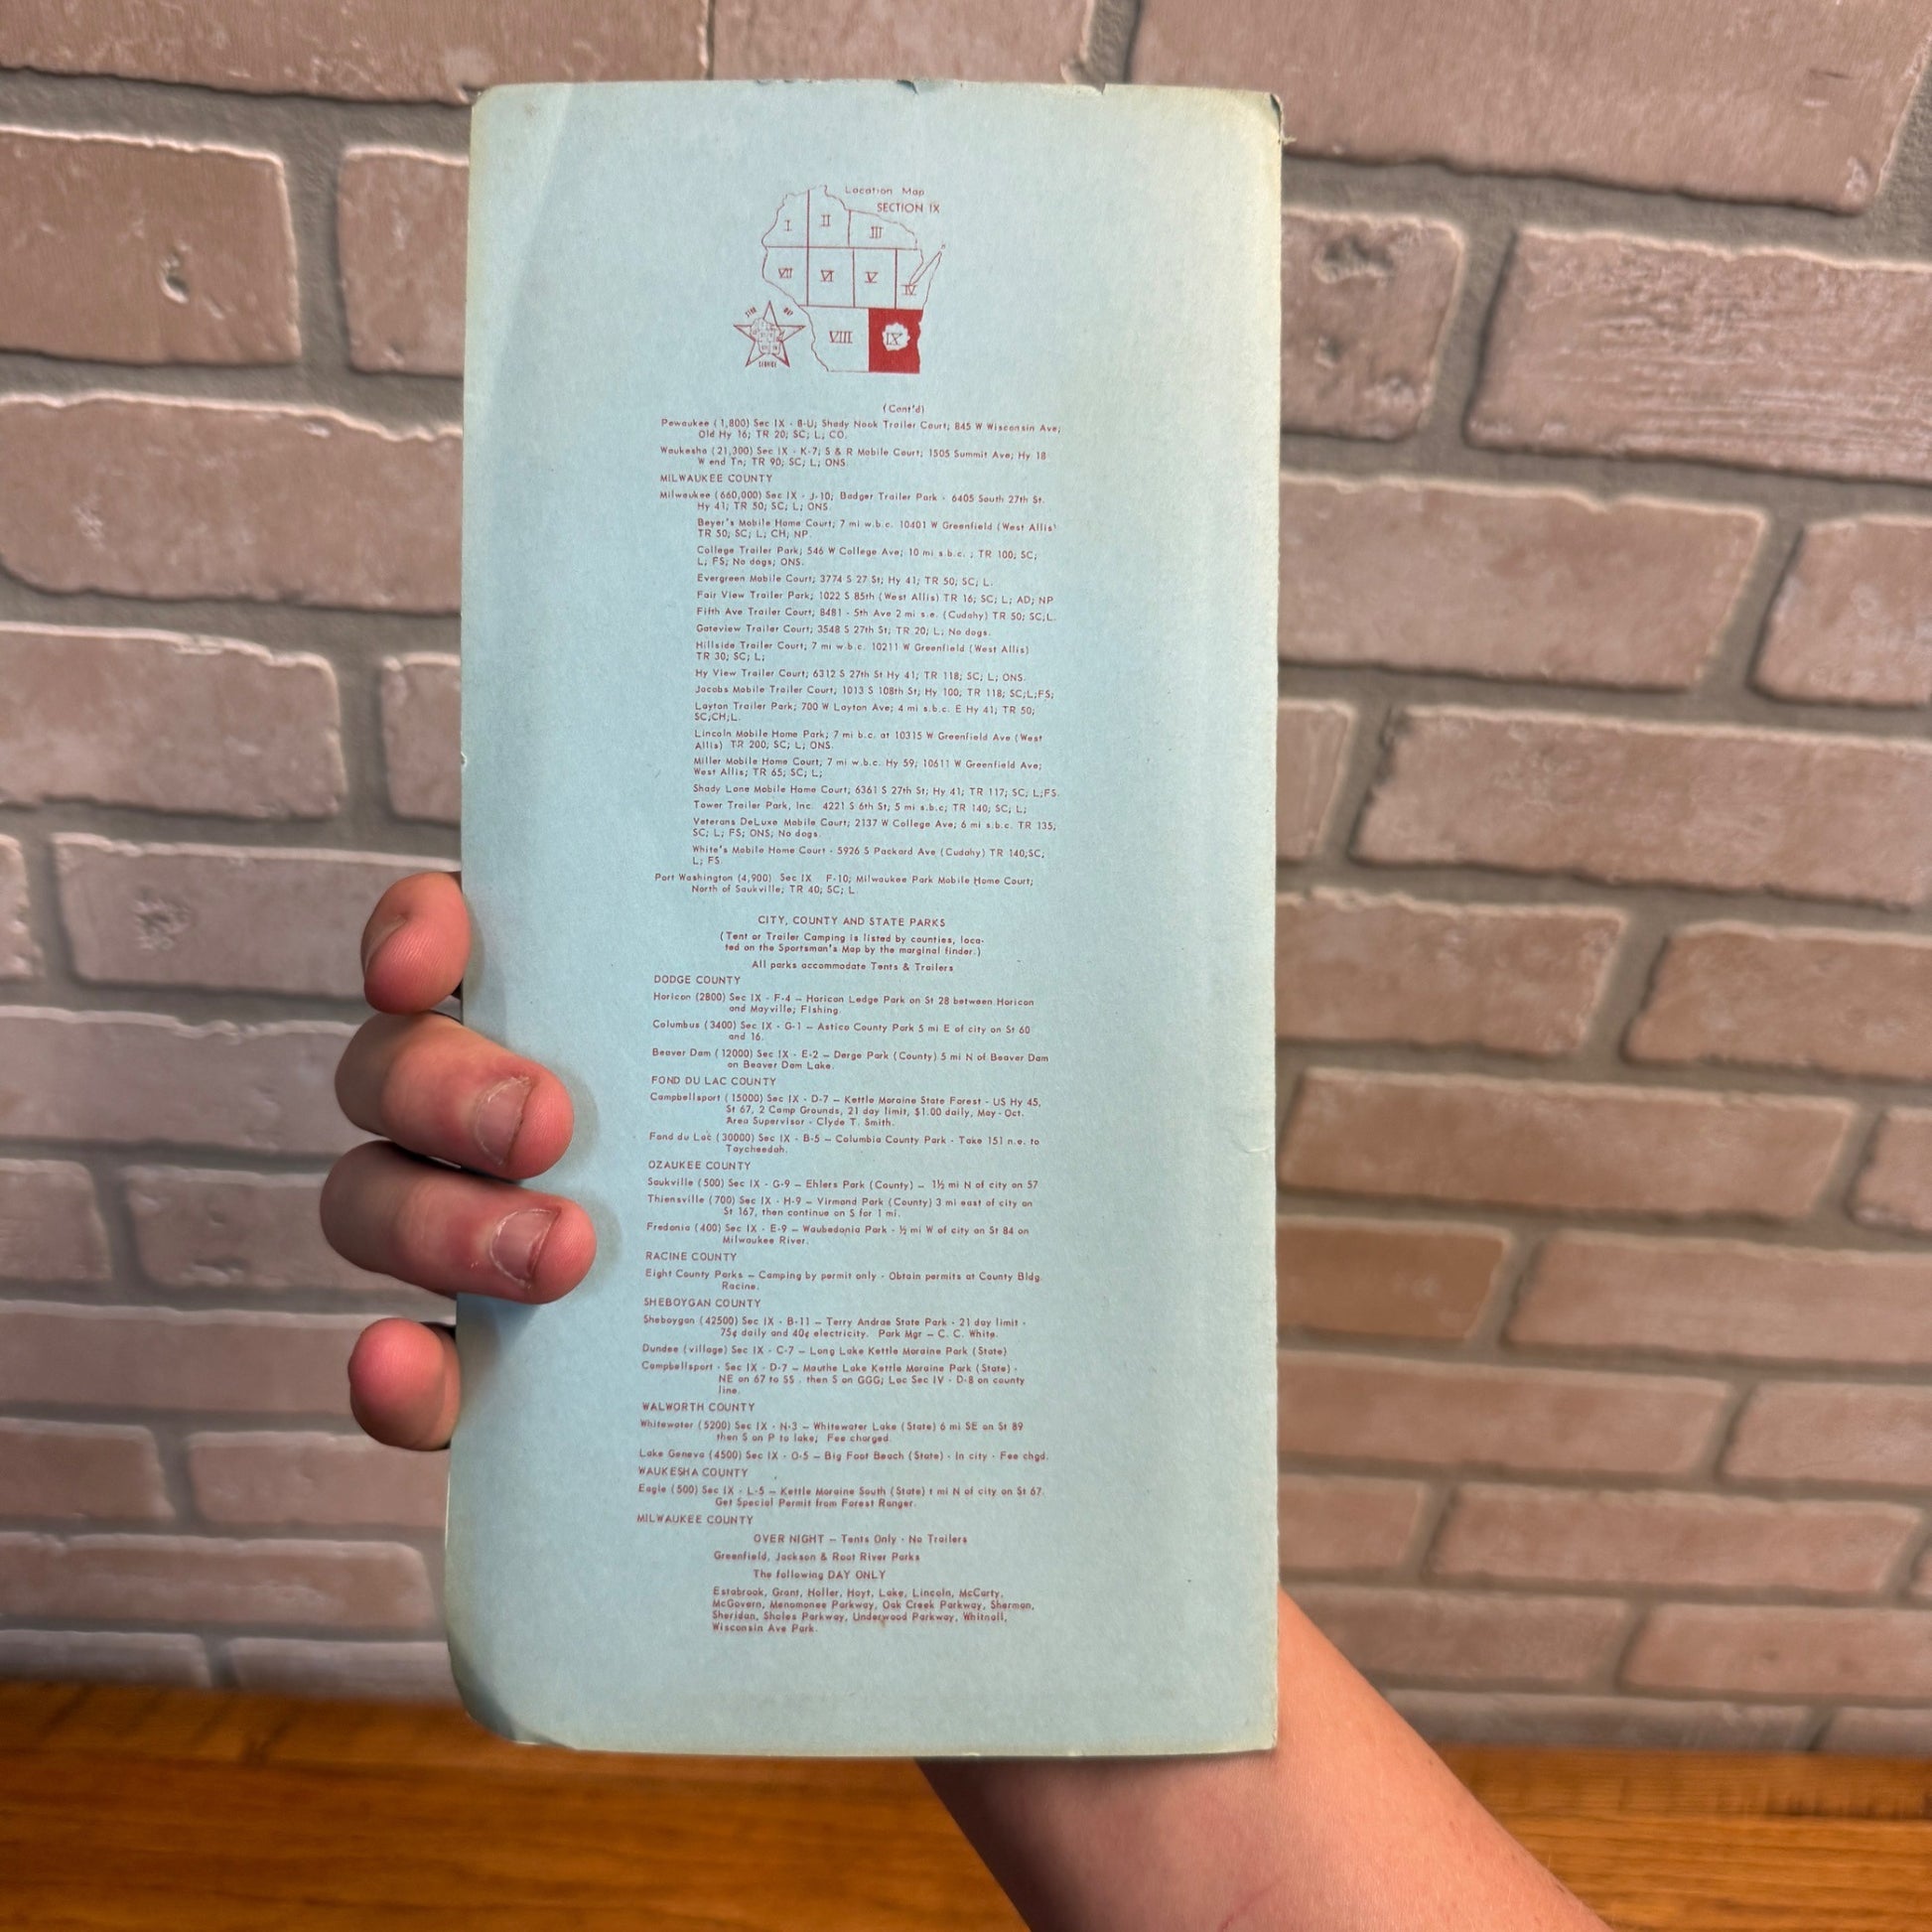 Location Map
SECTION IX
I
II
III
VII
VI
V
IV
VIII
IX
STAR MAP
SERVICE
(Cont'd)
Pewaukee (1,800) Sec IX - 8-U; Shady Nook Trailer Court; 845 W Wisconsin Ave;
Old Hy 16; TR 20; SC; L; CO.
Waukesha (21,300) Sec IX - K-7; S & R Mobile Court; 1505 Summit Ave; Hy 18
W end Tn; TR 90; SC; L; ONS.
MILWAUKEE COUNTY
Milwaukee (660,000) Sec IX - J-10; Badger Trailer Park - 6405 South 27th St.
Hy 41; TR 50; SC; L; ONS.
Beyer's Mobile Home Court; 7 mi w.b.c. 10401 W Greenfield (West Allis)
TR 50; SC; L; CH; NP.
College Trailer Park; 546 W College Ave; 10 mi s.b.c. ; TR 100; SC;
L; FS; No dogs; ONS.
Evergreen Mobile Court; 3774 S 27 St; Hy 41; TR 50; SC; L.
Fair View Trailer Park; 1022 S 85th (West Allis) TR 16; SC; L; AD; NP
Fifth Ave Trailer Court; 8481 - 5th Ave 2 mi s.e. (Cudahy) TR 50; SC;L.
Gateview Trailer Court; 3548 S 27th St; TR 20; L; No dogs.
Hillside Trailer Court; 7 mi w.b.c. 10211 W Greenfield (West Allis)
TR 30; SC; L;
Hy View Trailer Court; 6312 S 27th St Hy 41; TR 118; SC; L; ONS.
Jacobs Mobile Trailer Court; 1013 S 108th St; Hy 100; TR 118; SC;L;FS;
Layton Trailer Park; 700 W Layton Ave; 4 mi s.b.c. E Hy 41; TR 50;
SC;CH;L.
Lincoln Mobile Home Park; 7 mi b.c. at 10315 W Greenfield Ave (West
Allis) TR 200; SC; L; ONS.
Miller Mobile Home Court; 7 mi w.b.c. Hy 59; 10611 W Greenfield Ave;
West Allis; TR 65; SC; L;
Shady Lane Mobile Home Court; 6361 S 27th St; Hy 41; TR 117; SC; L;FS.
Tower Trailer Park, Inc. 4221 S 6th St; 5 mi s.b.c; TR 140; SC; L;
Veterans DeLuxe Mobile Court; 2137 W College Ave; 6 mi s.b.c. TR 135;
SC; L; FS; ONS; No dogs.
White's Mobile Home Court - 5926 S Packard Ave (Cudahy) TR 140;SC;
L; FS.
Port Washington (4,900) Sec IX F-10; Milwaukee Park Mobile Home Court;
North of Saukville; TR 40; SC; L.
CITY, COUNTY AND STATE PARKS
(Tent or Trailer Camping is listed by counties, loca-
ted on the Sportsman's Map by the marginal finder.)
All parks accommodate Tents & Trailers
DODGE COUNTY
Horicon (2800) Sec IX - F-4 — Horicon Ledge Park on St 28 between Horicon
and Mayville; Fishing.
Columbus (3400) Sec IX - G-1 — Astico County Park 5 mi E of city on St 60
and 16.
Beaver Dam (12000) Sec IX - E-2 — Derge Park (County) 5 mi N of Beaver Dam
on Beaver Dam Lake.
FOND DU LAC COUNTY
Campbellsport (15000) Sec IX - D-7 — Kettle Moraine State Forest - US Hy 45,
St 67, 2 Camp Grounds, 21 day limit, $1.00 daily, May - Oct.
Area Supervisor - Clyde T. Smith.
Fond du Lac (30000) Sec IX - B-5 — Columbia County Park - Take 151 n.e. to
Taycheedah.
OZAUKEE COUNTY
Saukville (500) Sec IX - G-9 — Ehlers Park (County) — 1½ mi N of city on 57
Thiensville (700) Sec IX - H-9 — Virmond Park (County) 3 mi east of city on
St 167, then continue on S for 1 mi.
Fredonia (400) Sec IX - E-9 — Waubedonia Park - ½ mi W of city on St 84 on
Milwaukee River.
RACINE COUNTY
Eight County Parks — Camping by permit only - Obtain permits at County Bldg.
Racine.
SHEBOYGAN COUNTY
Sheboygan (42500) Sec IX - B-11 — Terry Andrae State Park - 21 day limit -
75¢ daily and 40¢ electricity. Park Mgr — C. C. White.
Dundee (village) Sec IX - C-7 — Long Lake Kettle Moraine Park (State)
Campbellsport - Sec IX - D-7 — Mauthe Lake Kettle Moraine Park (State) -
NE on 67 to SS , then S on GGG; Loc Sec IV - D-8 on county
line.
WALWORTH COUNTY
Whitewater (5200) Sec IX - N-3 — Whitewater Lake (State) 6 mi SE on St 89
then S on P to lake; Fee charged.
Lake Geneva (4500) Sec IX - O-5 — Big Foot Beach (State) - In city - Fee chgd.
WAUKESHA COUNTY
Eagle (500) Sec IX - L-5 — Kettle Moraine South (State) 1 mi N of city on St 67.
Get Special Permit from Forest Ranger.
MILWAUKEE COUNTY
OVER NIGHT — Tents Only - No Trailers
Greenfield, Jackson & Root River Parks
The following DAY ONLY
Estabrook, Grant, Holler, Hoyt, Lake, Lincoln, McCarty,
McGovern, Menomonee Parkway, Oak Creek Parkway, Sherman,
Sheridan, Sholes Parkway, Underwood Parkway, Whitnall,
Wisconsin Ave Park.